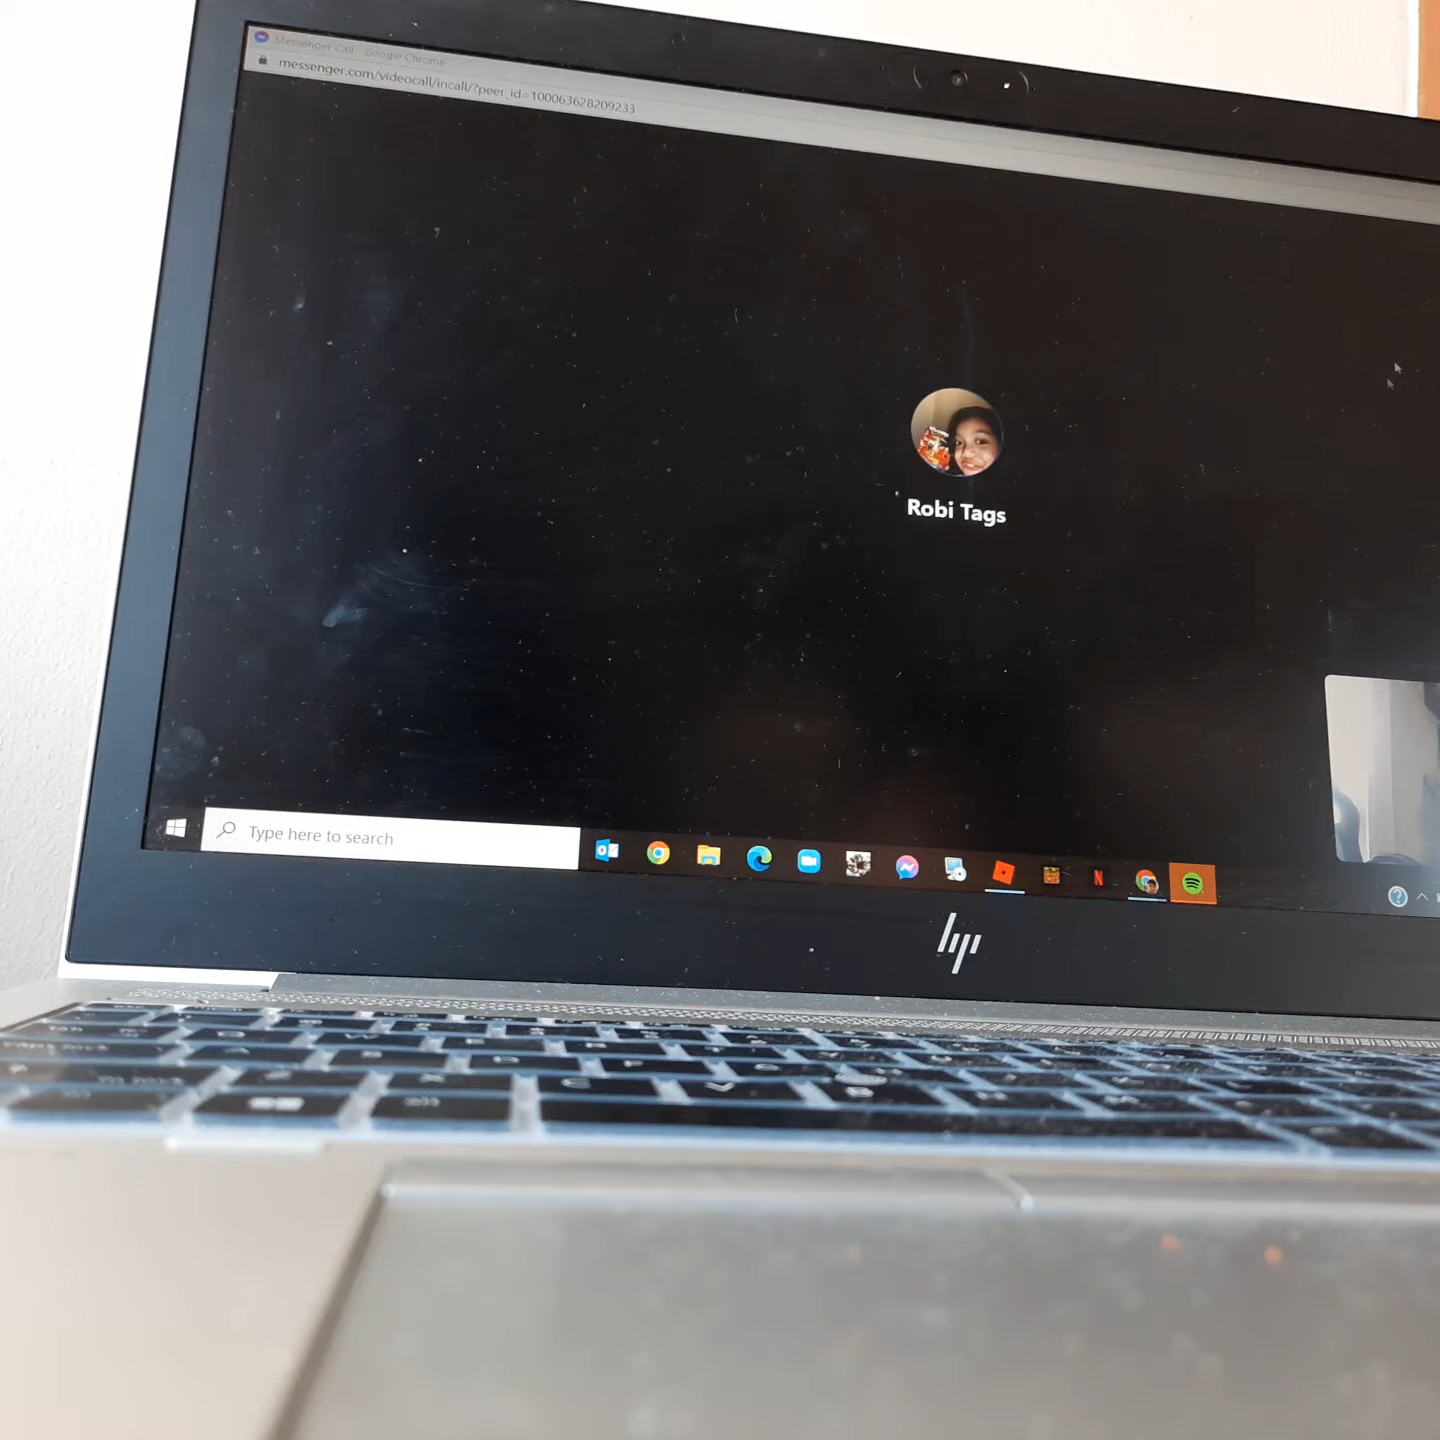 Messenger Call - Google Chrome
messenger.com/videocall/incall/?peer_id=100063628209233
Robi Tags
Type here to search
hp